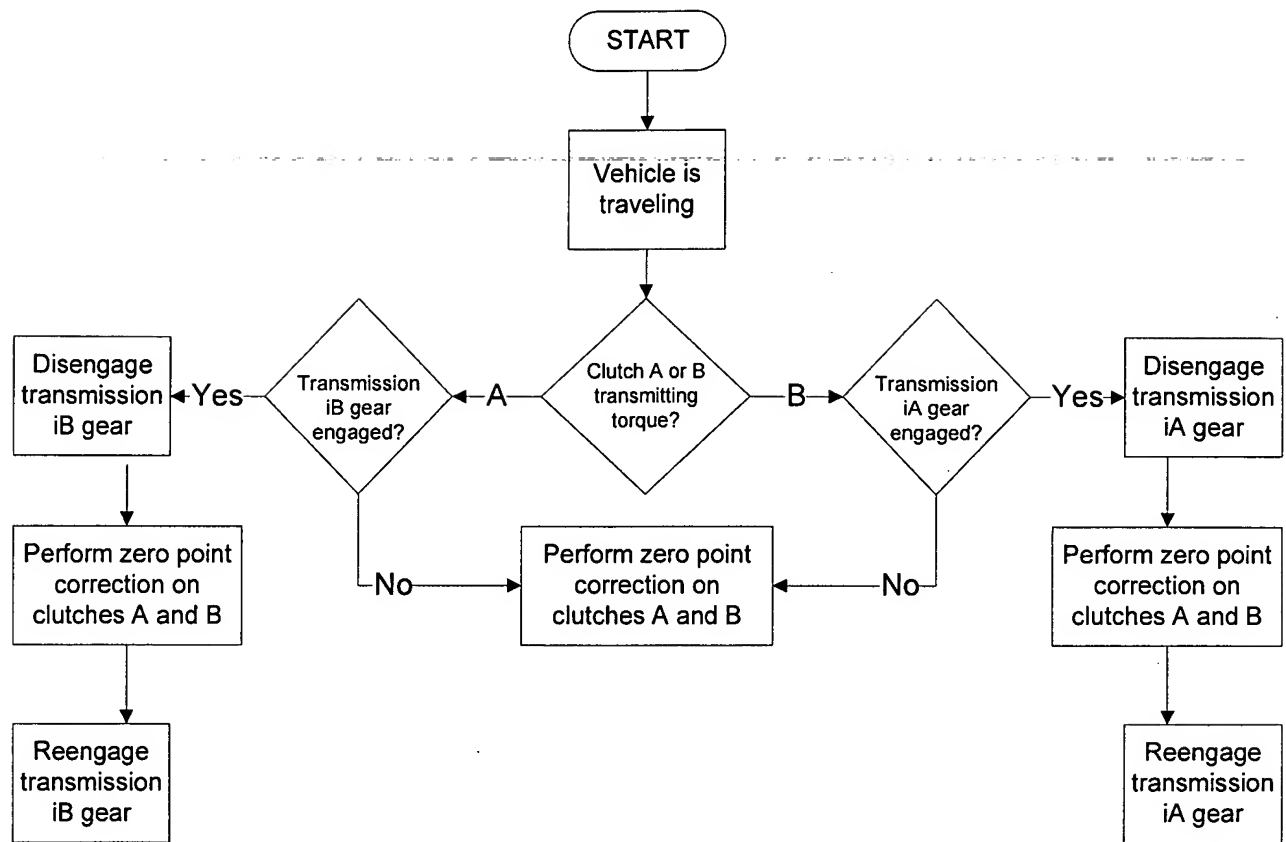 START
Vehicle is
traveling
Clutch A or B
transmitting
torque?
A
B
Transmission
iB gear
engaged?
Transmission
iA gear
engaged?
Yes
Yes
Disengage
transmission
iB gear
Disengage
transmission
iA gear
No
No
Perform zero point
correction on
clutches A and B
Perform zero point
correction on
clutches A and B
Perform zero point
correction on
clutches A and B
Reengage
transmission
iB gear
Reengage
transmission
iA gear